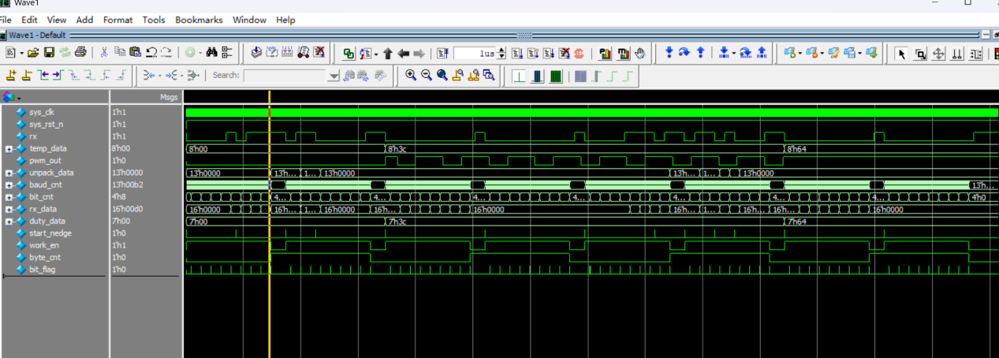 Wave1
File Edit View Add Format Tools Bookmarks Window Help
Wave1 - Default
1us
Search:
Msgs
sys_clk 1'h1
sys_rst_n 1'h1
rx 1'h1
temp_data 8'h00 8'h00 8'h3c 8'h64
pwm_out 1'h0
unpack_data 13'h0000 13'h0000 13'h... 1... 13'h0000 13'h... 1... 13'h0000
baud_cnt 13'h00b2 13'h...
bit_cnt 4'h8 4... 4... 4... 4... 4... 4... 4... 4'h0
rx_data 16'h00d0 16'h0000 16'h... 1... 16'h0000 16'h... 16'h0000 16'h... 1... 16'h... 16'h... 16'h0000
duty_data 7'h00 7'h00 7'h3c 7'h64
start_nedge 1'h0
work_en 1'h1
byte_cnt 1'h0
bit_flag 1'h0